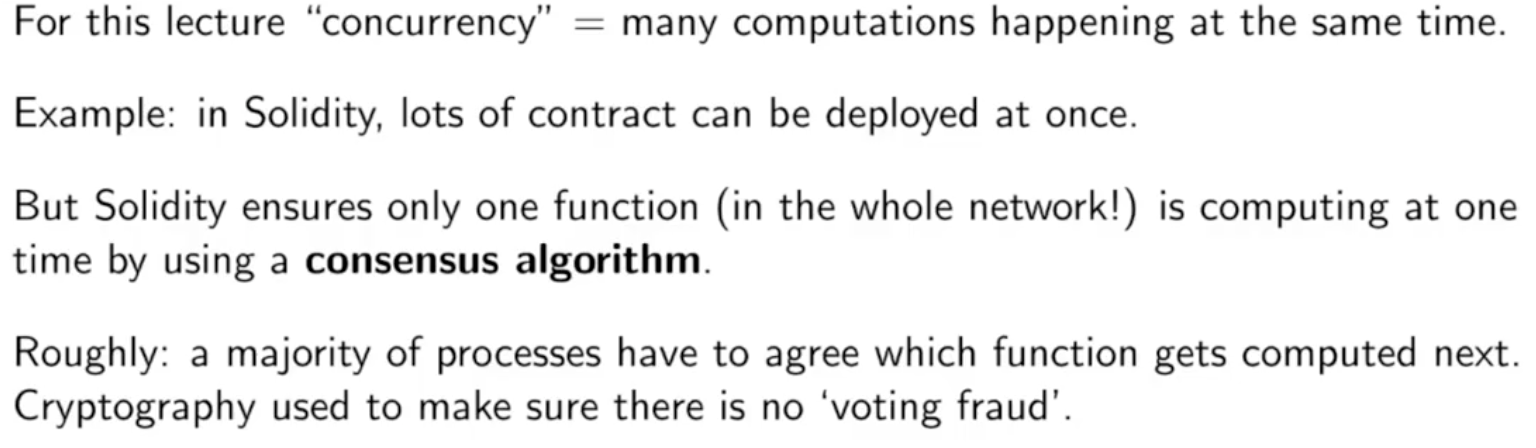 For this lecture “concurrency” = many computations happening at the same time.
Example: in Solidity, lots of contract can be deployed at once.
But Solidity ensures only one function (in the whole network!) is computing at one
time by using a consensus algorithm.
Roughly: a majority of processes have to agree which function gets computed next.
Cryptography used to make sure there is no ‘voting fraud’.